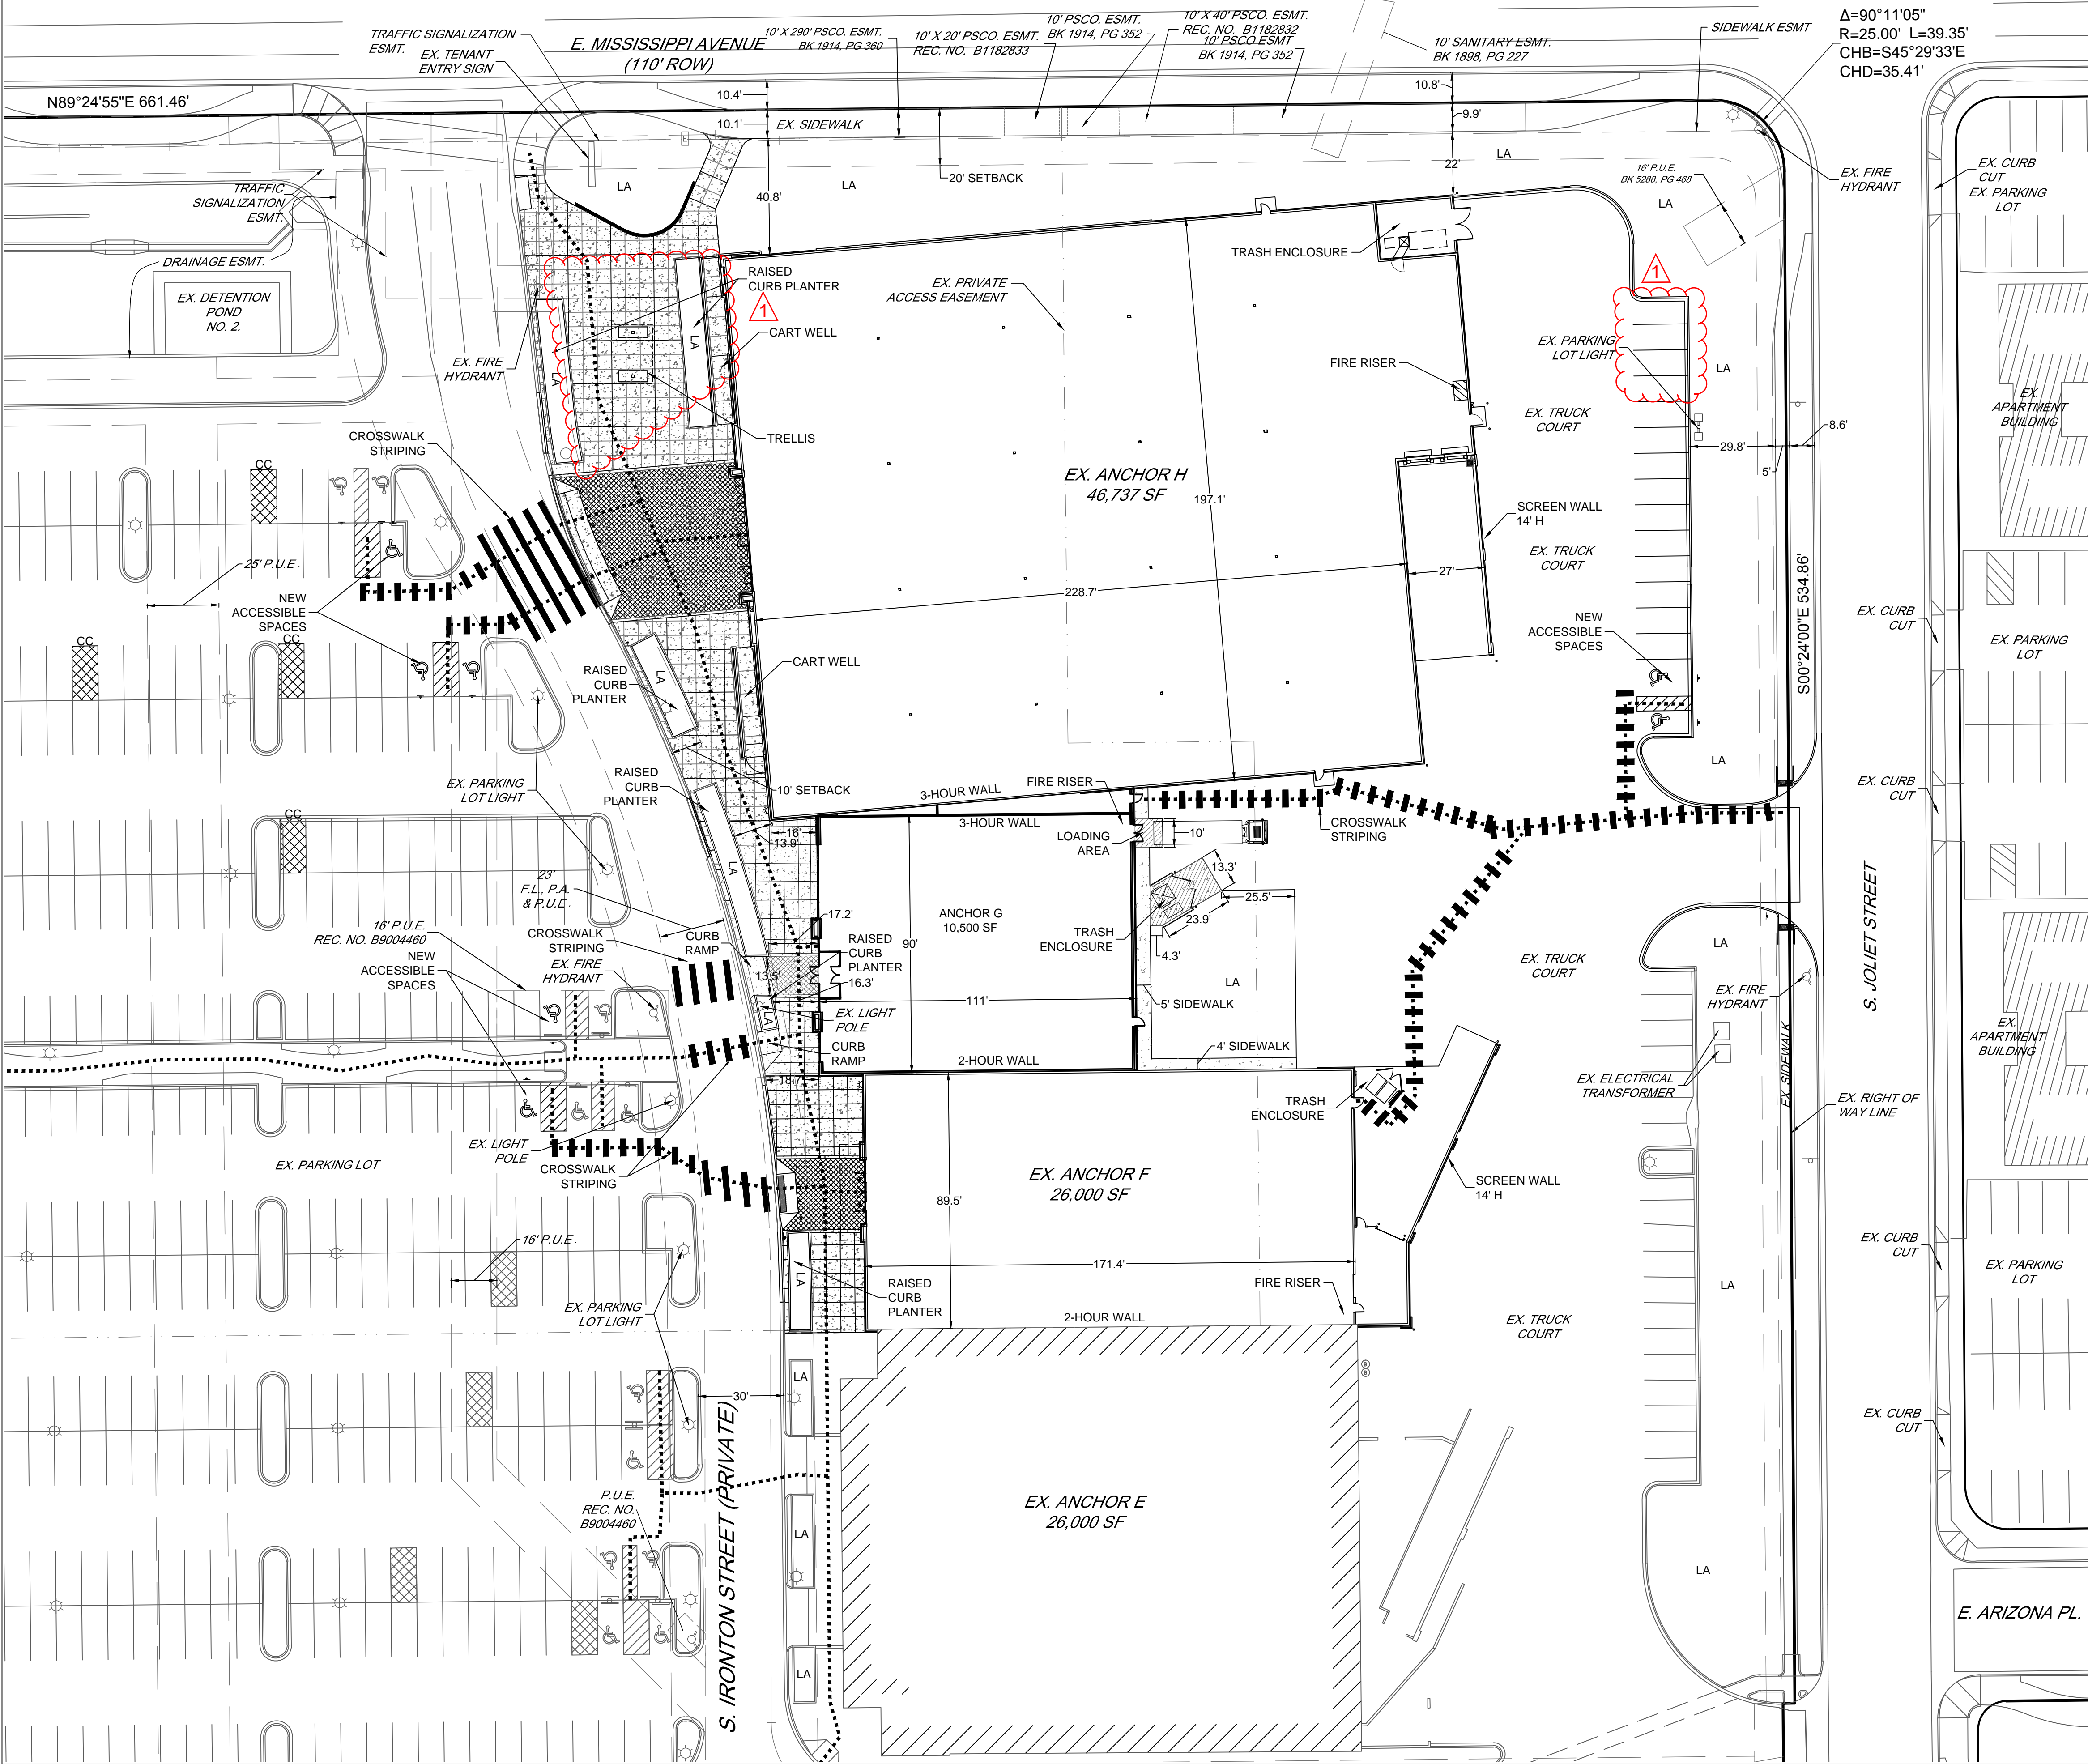 TRAFFIC SIGNALIZATION
ESMT.
EX. TENANT
ENTRY SIGN
E. MISSISSIPPI AVENUE
(110' ROW)
10' X 290' PSCO. ESMT.
BK 1914, PG 360
10' X 20' PSCO. ESMT.
REC. NO. B1182833
10' PSCO. ESMT.
BK 1914, PG 352
10' X 40' PSCO. ESMT.
REC. NO. B1182832
10' PSCO ESMT
BK 1914, PG 352
10' SANITARY ESMT.
BK 1898, PG 227
SIDEWALK ESMT
Δ=90°11'05"
R=25.00' L=39.35'
CHB=S45°29'33'E
CHD=35.41'
N89°24'55"E 661.46'
10.4'
10.1'
EX. SIDEWALK
10.8'
9.9'
22'
LA
LA
LA
20' SETBACK
40.8'
16' P.U.E.
BK 5288, PG 468
LA
EX. FIRE
HYDRANT
EX. CURB
CUT
EX. PARKING
LOT
TRAFFIC
SIGNALIZATION
ESMT.
DRAINAGE ESMT.
EX. DETENTION
POND
NO. 2.
EX. FIRE
HYDRANT
RAISED
CURB PLANTER
1
CART WELL
LA
LA
TRELLIS
EX. PRIVATE
ACCESS EASEMENT
TRASH ENCLOSURE
FIRE RISER
1
EX. PARKING
LOT LIGHT
LA
EX. TRUCK
COURT
EX.
APARTMENT
BUILDING
8.6'
29.8'
5'
CROSSWALK
STRIPING
CC
EX. ANCHOR H
46,737 SF
197.1'
SCREEN WALL
14' H
EX. TRUCK
COURT
27'
228.7'
25' P.U.E.
NEW
ACCESSIBLE
SPACES
CC
CC
S00°24'00"E 534.86'
EX. CURB
CUT
EX. PARKING
LOT
NEW
ACCESSIBLE
SPACES
RAISED
CURB
PLANTER
LA
CART WELL
EX. PARKING
LOT LIGHT
RAISED
CURB
PLANTER
10' SETBACK
3-HOUR WALL
FIRE RISER
LA
EX. CURB
CUT
CC
16'
13.9'
3-HOUR WALL
LOADING
AREA
10'
CROSSWALK
STRIPING
LA
23'
F.L., P.A.
& P.U.E.
13.3'
25.5'
23.9'
ANCHOR G
10,500 SF
90'
17.2'
16' P.U.E.
REC. NO. B9004460
CROSSWALK
STRIPING
CURB
RAMP
RAISED
CURB
PLANTER
TRASH
ENCLOSURE
4.3'
LA
S. JOLIET STREET
NEW
ACCESSIBLE
SPACES
EX. FIRE
HYDRANT
13.5'
16.3'
111'
LA
EX. TRUCK
COURT
EX. FIRE
HYDRANT
5' SIDEWALK
LA
EX. LIGHT
POLE
CURB
RAMP
2-HOUR WALL
4' SIDEWALK
EX.
APARTMENT
BUILDING
18.7'
EX. ELECTRICAL
TRANSFORMER
EX. SIDEWALK
EX. RIGHT OF
WAY LINE
TRASH
ENCLOSURE
EX. LIGHT
POLE
EX. PARKING LOT
CROSSWALK
STRIPING
EX. ANCHOR F
26,000 SF
89.5'
SCREEN WALL
14' H
16' P.U.E.
171.4'
EX. CURB
CUT
EX. PARKING
LOT
LA
RAISED
CURB
PLANTER
FIRE RISER
LA
EX. PARKING
LOT LIGHT
2-HOUR WALL
EX. TRUCK
COURT
LA
30'
EX. CURB
CUT
S. IRONTON STREET (PRIVATE)
P.U.E.
REC. NO.
B9004460
LA
EX. ANCHOR E
26,000 SF
LA
LA
E. ARIZONA PL.